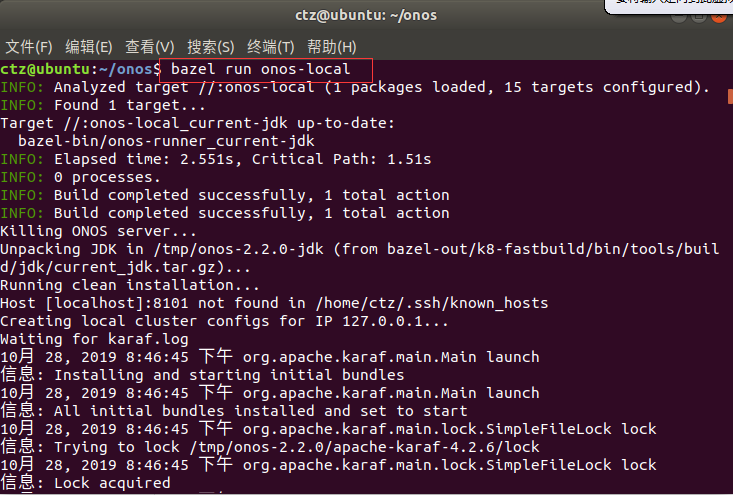 ctz@ubuntu: ~/onos
文件(F) 编辑(E) 查看(V) 搜索(S) 终端(T) 帮助(H)
ctz@ubuntu:~/onos$ bazel run onos-local
INFO: Analyzed target //:onos-local (1 packages loaded, 15 targets configured).
INFO: Found 1 target...
Target //:onos-local_current-jdk up-to-date:
  bazel-bin/onos-runner_current-jdk
INFO: Elapsed time: 2.551s, Critical Path: 1.51s
INFO: 0 processes.
INFO: Build completed successfully, 1 total action
INFO: Build completed successfully, 1 total action
Killing ONOS server...
Unpacking JDK in /tmp/onos-2.2.0-jdk (from bazel-out/k8-fastbuild/bin/tools/buil
d/jdk/current_jdk.tar.gz)...
Running clean installation...
Host [localhost]:8101 not found in /home/ctz/.ssh/known_hosts
Creating local cluster configs for IP 127.0.0.1...
Waiting for karaf.log
10月 28, 2019 8:46:45 下午 org.apache.karaf.main.Main launch
信息: Installing and starting initial bundles
10月 28, 2019 8:46:45 下午 org.apache.karaf.main.Main launch
信息: All initial bundles installed and set to start
10月 28, 2019 8:46:45 下午 org.apache.karaf.main.lock.SimpleFileLock lock
信息: Trying to lock /tmp/onos-2.2.0/apache-karaf-4.2.6/lock
10月 28, 2019 8:46:45 下午 org.apache.karaf.main.lock.SimpleFileLock lock
信息: Lock acquired